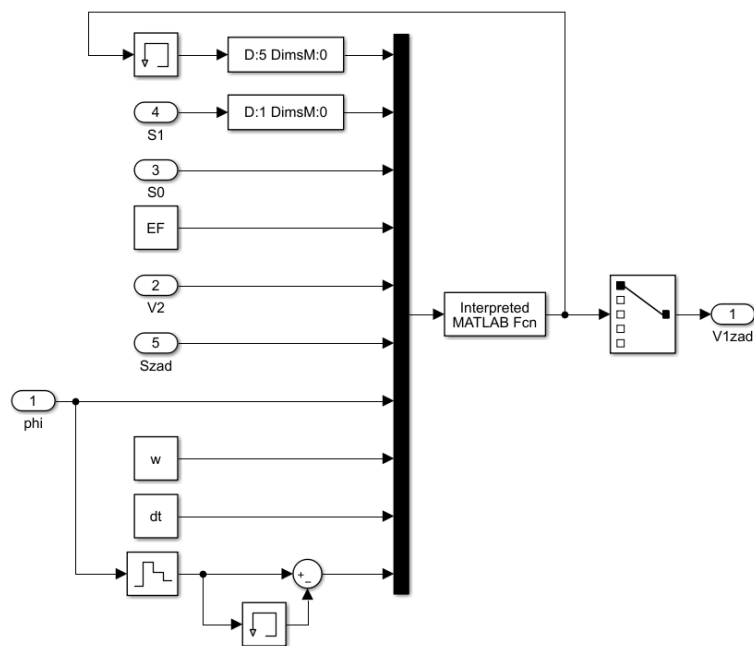 D:5 DimsM:0
4
D:1 DimsM:0
S1
3
S0
EF
2
V2
Interpreted
MATLAB Fcn
1
V1zad
5
Szad
1
phi
w
dt
+
−